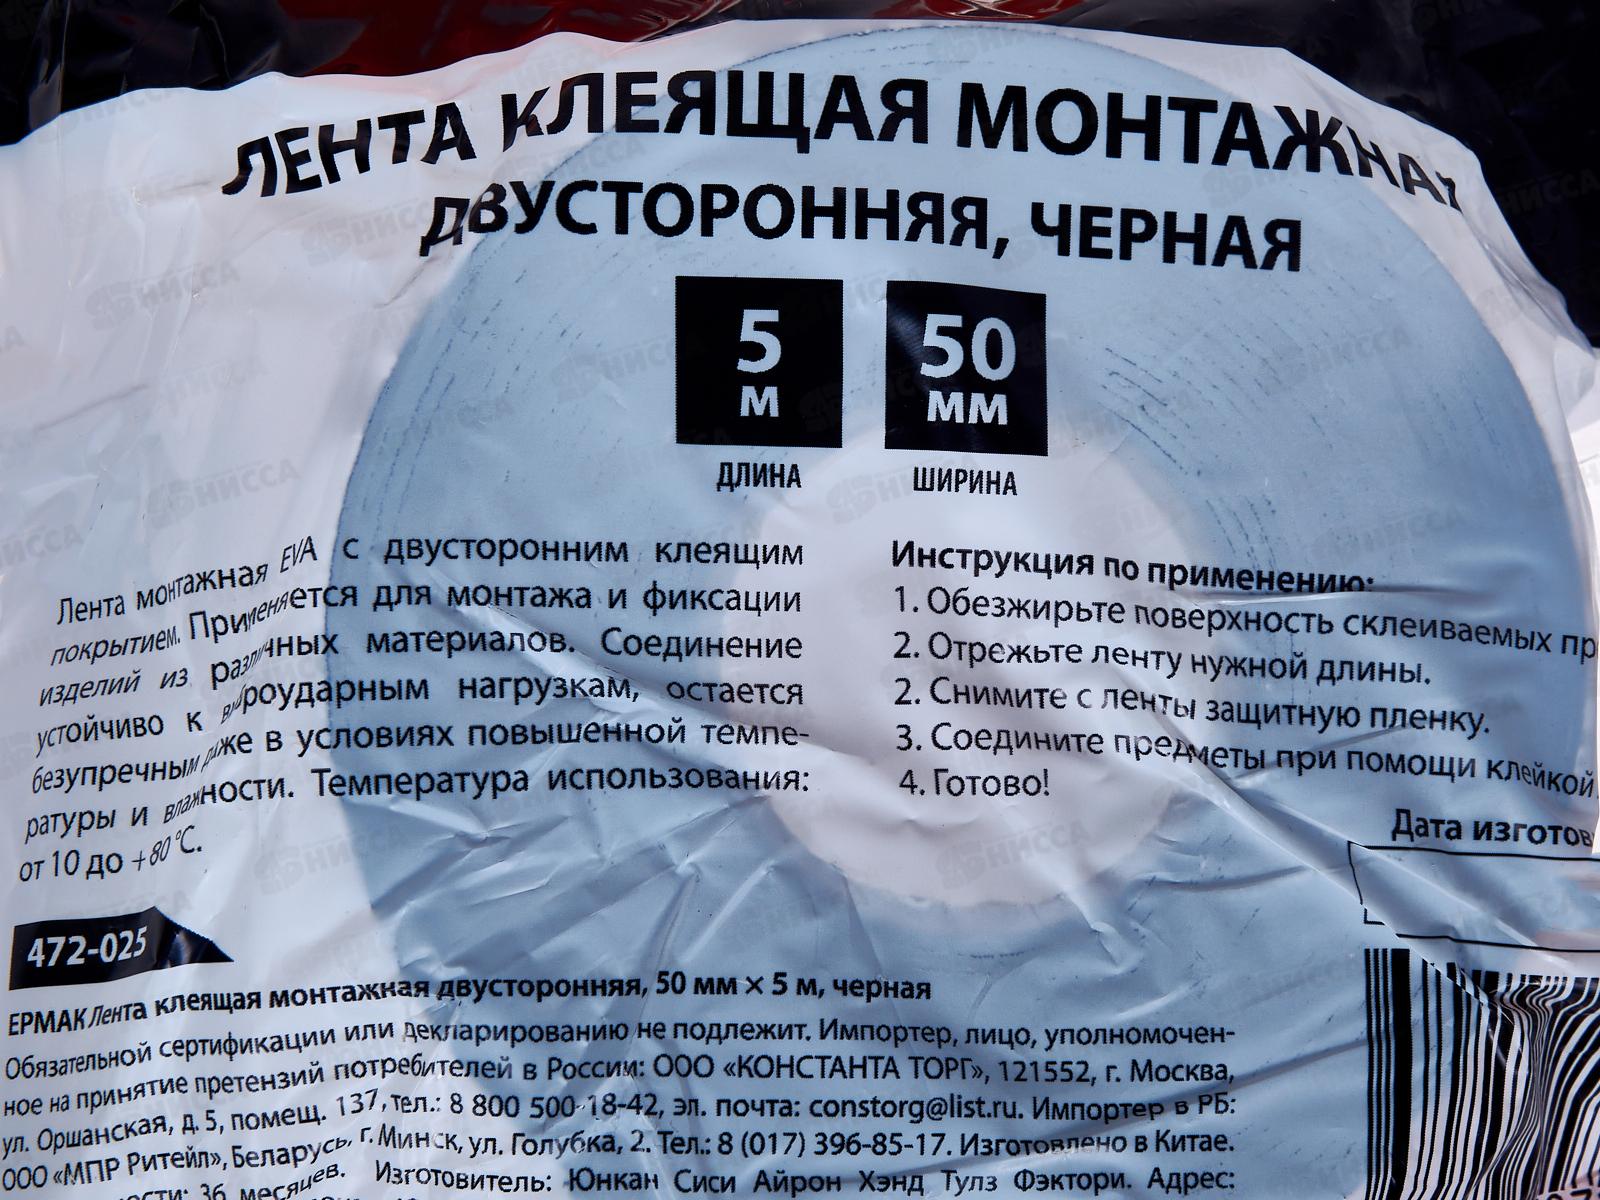 ЛЕНТА КЛЕЯЩАЯ МОНТАЖНАЯ
ДВУСТОРОННЯЯ, ЧЕРНАЯ
5 М
ДЛИНА
50 ММ
ШИРИНА
Лента монтажная EVA с двусторонним клеящим
покрытием. Применяется для монтажа и фиксации
изделий из различных материалов. Соединение
устойчиво к виброударным нагрузкам, остается
безупречным даже в условиях повышенной темпе-
ратуры и влажности. Температура использования:
от 10 до +80 °С.
Инструкция по применению:
1. Обезжирьте поверхность склеиваемых пр
2. Отрежьте ленту нужной длины.
2. Снимите с ленты защитную пленку.
3. Соедините предметы при помощи клейкой
4. Готово!
Дата изготов
472-025
ЕРМАК Лента клеящая монтажная двусторонняя, 50 мм × 5 м, черная
Обязательной сертификации или декларированию не подлежит. Импортер, лицо, уполномочен-
ное на принятие претензий потребителей в России: ООО «КОНСТАНТА ТОРГ», 121552, г. Москва,
ул. Оршанская, д. 5, помещ. 137, тел.: 8 800 500-18-42, эл. почта: constorg@list.ru. Импортер в РБ:
ООО «МПР Ритейл», Беларусь, г. Минск, ул. Голубка, 2. Тел.: 8 (017) 396-85-17. Изготовлено в Китае.
ости: 36 месяцев. Изготовитель: Юнкан Сиси Айрон Хэнд Тулз Фэктори. Адрес: